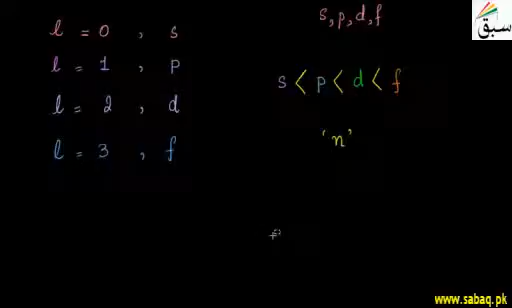 l = 0 , s
l = 1 , p
l = 2 , d
l = 3 , f
s,p,d,f
s < p < d < f
'n'
سبق
www.sabaq.pk